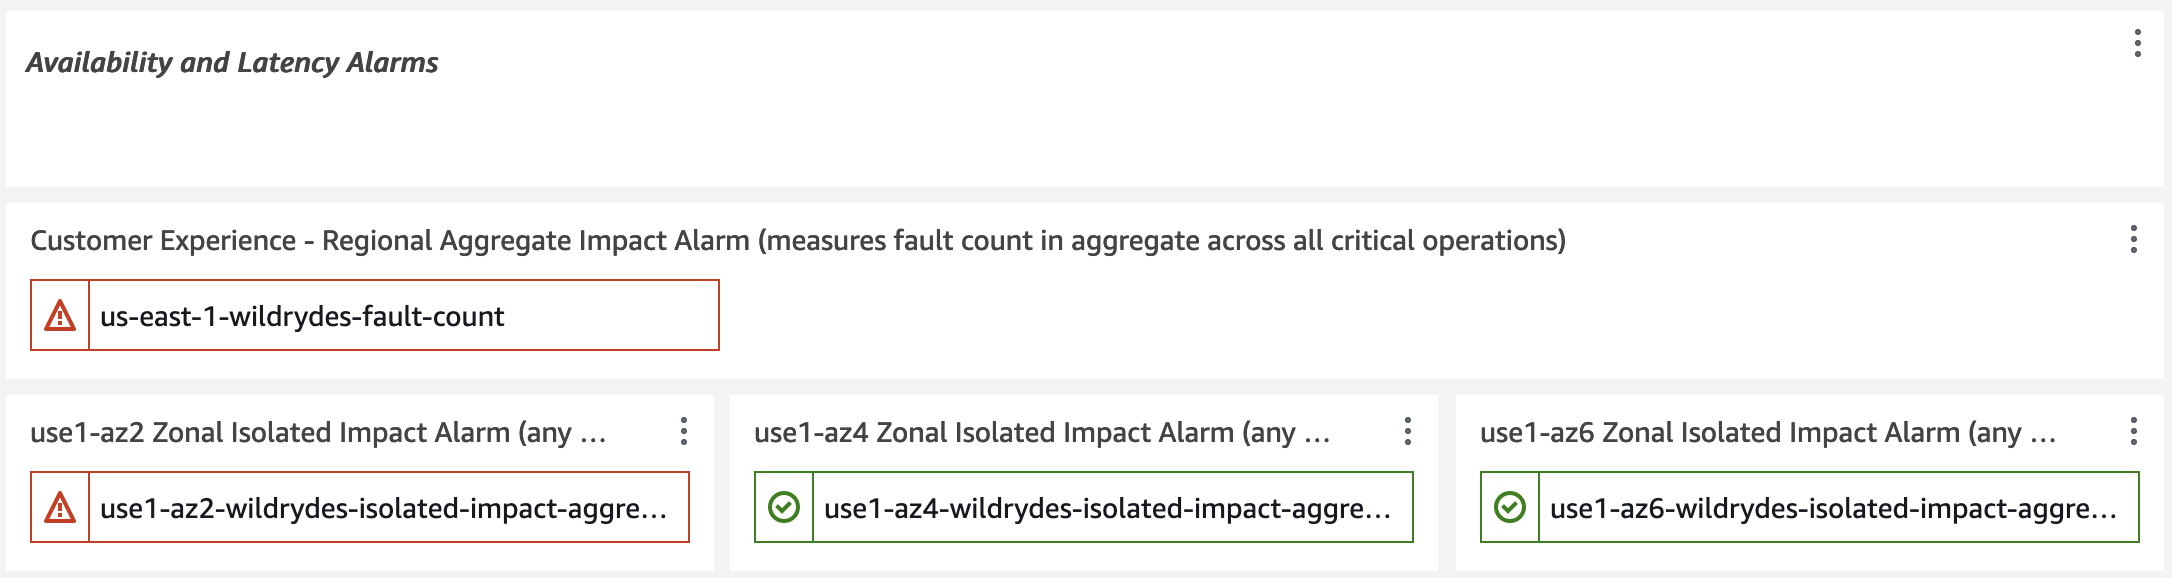 Availability and Latency Alarms
Customer Experience - Regional Aggregate Impact Alarm (measures fault count in aggregate across all critical operations)
us-east-1-wildrydes-fault-count
use1-az2 Zonal Isolated Impact Alarm (any ...
use1-az4 Zonal Isolated Impact Alarm (any ...
use1-az6 Zonal Isolated Impact Alarm (any ...
use1-az2-wildrydes-isolated-impact-aggre...
use1-az4-wildrydes-isolated-impact-aggre...
use1-az6-wildrydes-isolated-impact-aggre...